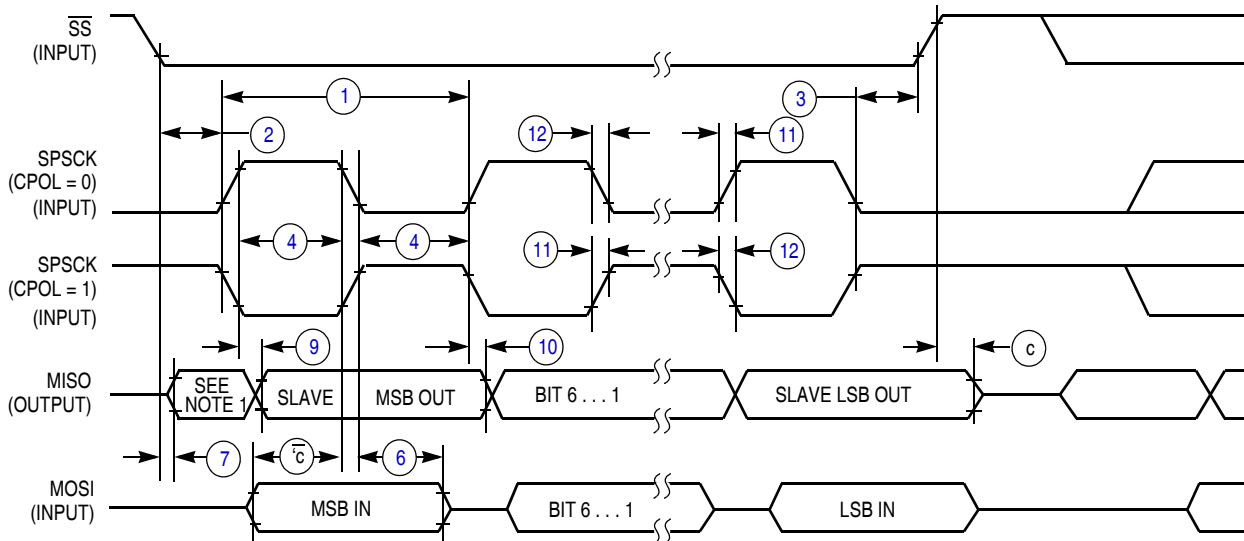 SS
(INPUT)
1
3
2
12
11
SPSCK
(CPOL = 0)
(INPUT)
4
4
11
12
SPSCK
(CPOL = 1)
(INPUT)
9
10
c
MISO
(OUTPUT)
SEE
NOTE 1
SLAVE
MSB OUT
BIT 6 . . . 1
SLAVE LSB OUT
7
6
MOSI
(INPUT)
MSB IN
BIT 6 . . . 1
LSB IN